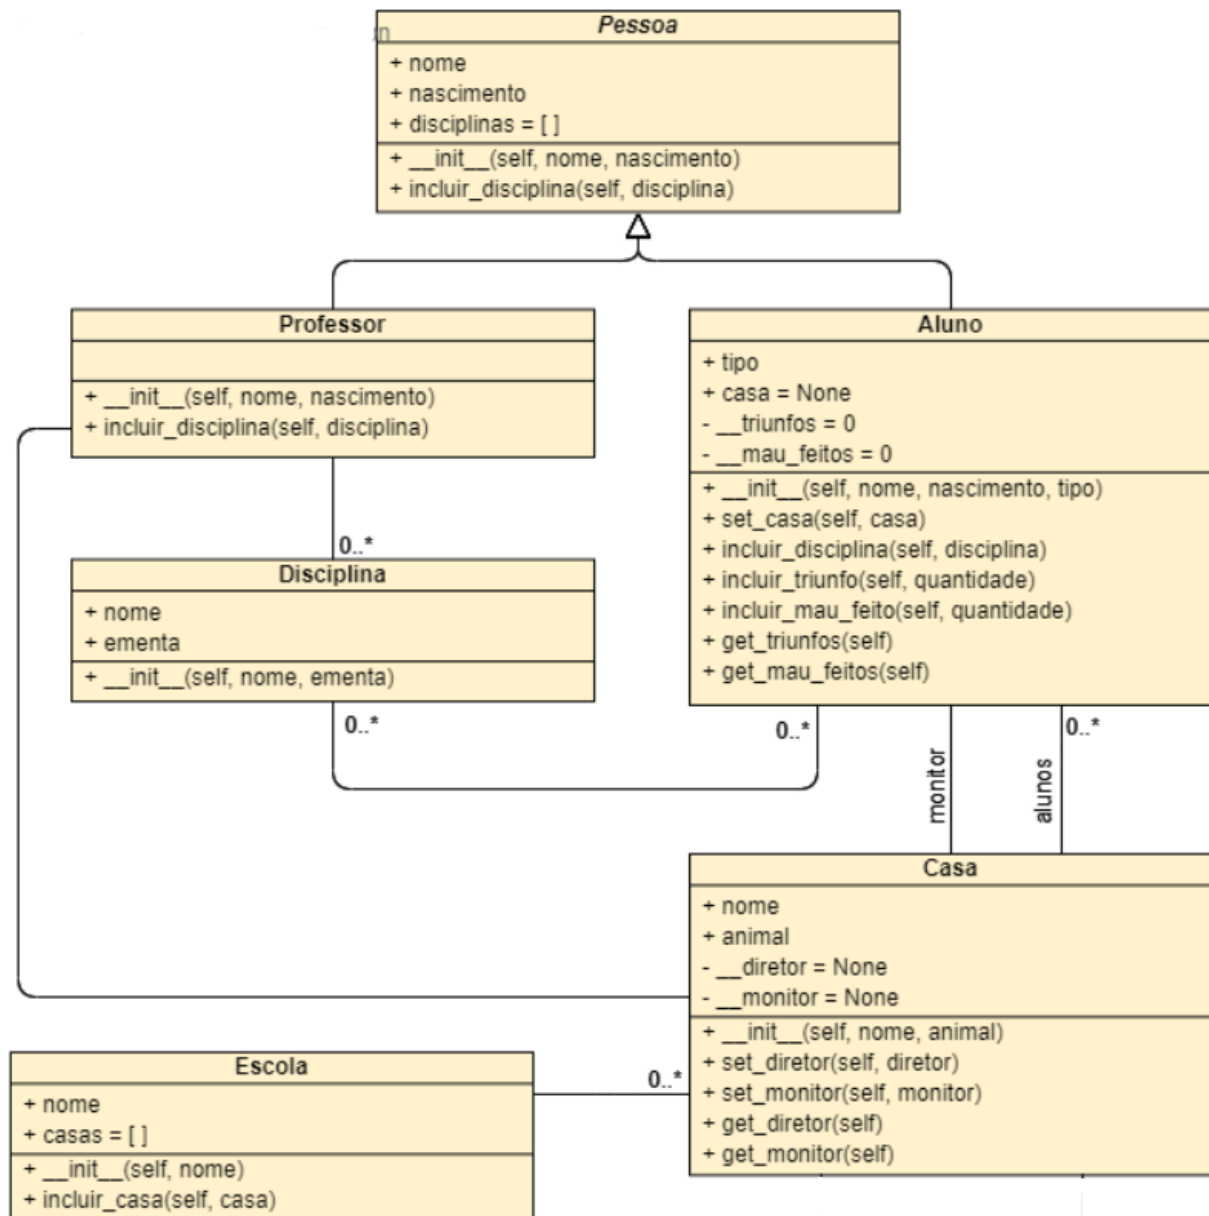 Pessoa
+ nome
+ nascimento
+ disciplinas = [ ]
+ __init__(self, nome, nascimento)
+ incluir_disciplina(self, disciplina)
Professor
+ __init__(self, nome, nascimento)
+ incluir_disciplina(self, disciplina)
Aluno
+ tipo
+ casa = None
- __triunfos = 0
- __mau_feitos = 0
+ __init__(self, nome, nascimento, tipo)
+ set_casa(self, casa)
+ incluir_disciplina(self, disciplina)
+ incluir_triunfo(self, quantidade)
+ incluir_mau_feito(self, quantidade)
+ get_triunfos(self)
+ get_mau_feitos(self)
0..*
Disciplina
+ nome
+ ementa
+ __init__(self, nome, ementa)
0..*
0..*
0..*
monitor
alunos
Casa
+ nome
+ animal
- __diretor = None
- __monitor = None
+ __init__(self, nome, animal)
+ set_diretor(self, diretor)
+ set_monitor(self, monitor)
+ get_diretor(self)
+ get_monitor(self)
0..*
Escola
+ nome
+ casas = [ ]
+ __init__(self, nome)
+ incluir_casa(self, casa)